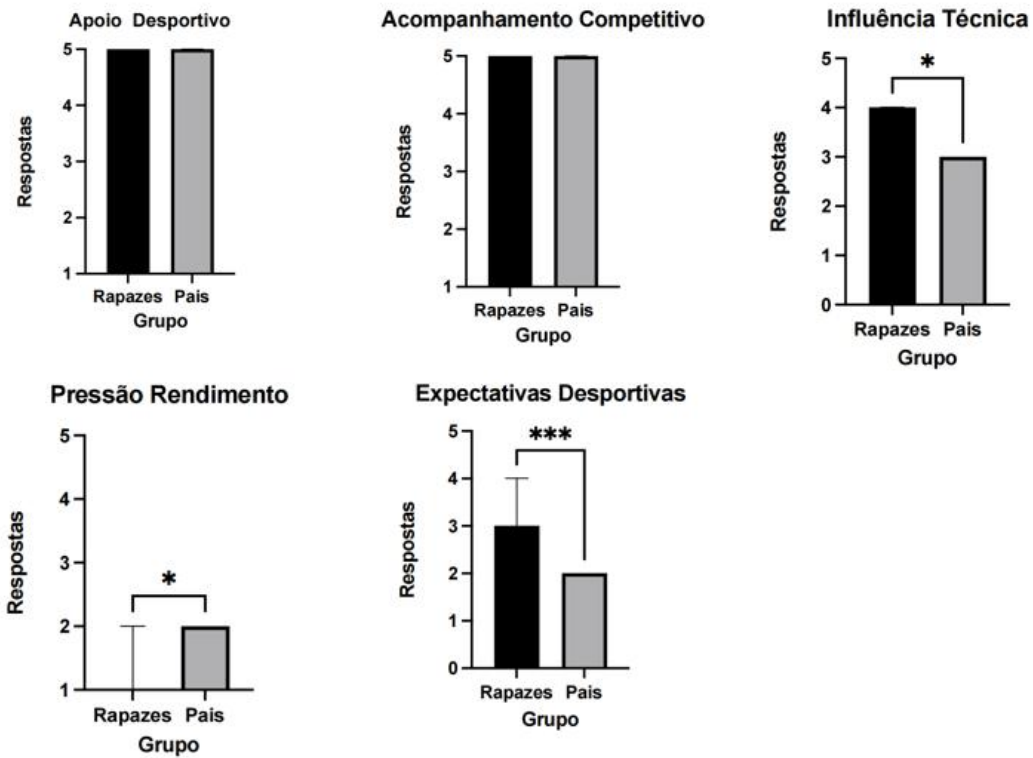 Apoio Desportivo
5
4
3
2
1
Respostas
Rapazes Pais
Grupo
Acompanhamento Competitivo
5
4
3
2
1
Respostas
Rapazes Pais
Grupo
Influência Técnica
5
4
3
2
1
0
Respostas
*
Rapazes Pais
Grupo
Pressão Rendimento
5
4
3
2
1
Respostas
*
Rapazes Pais
Grupo
Expectativas Desportivas
5
4
3
2
1
0
Respostas
***
Rapazes Pais
Grupo